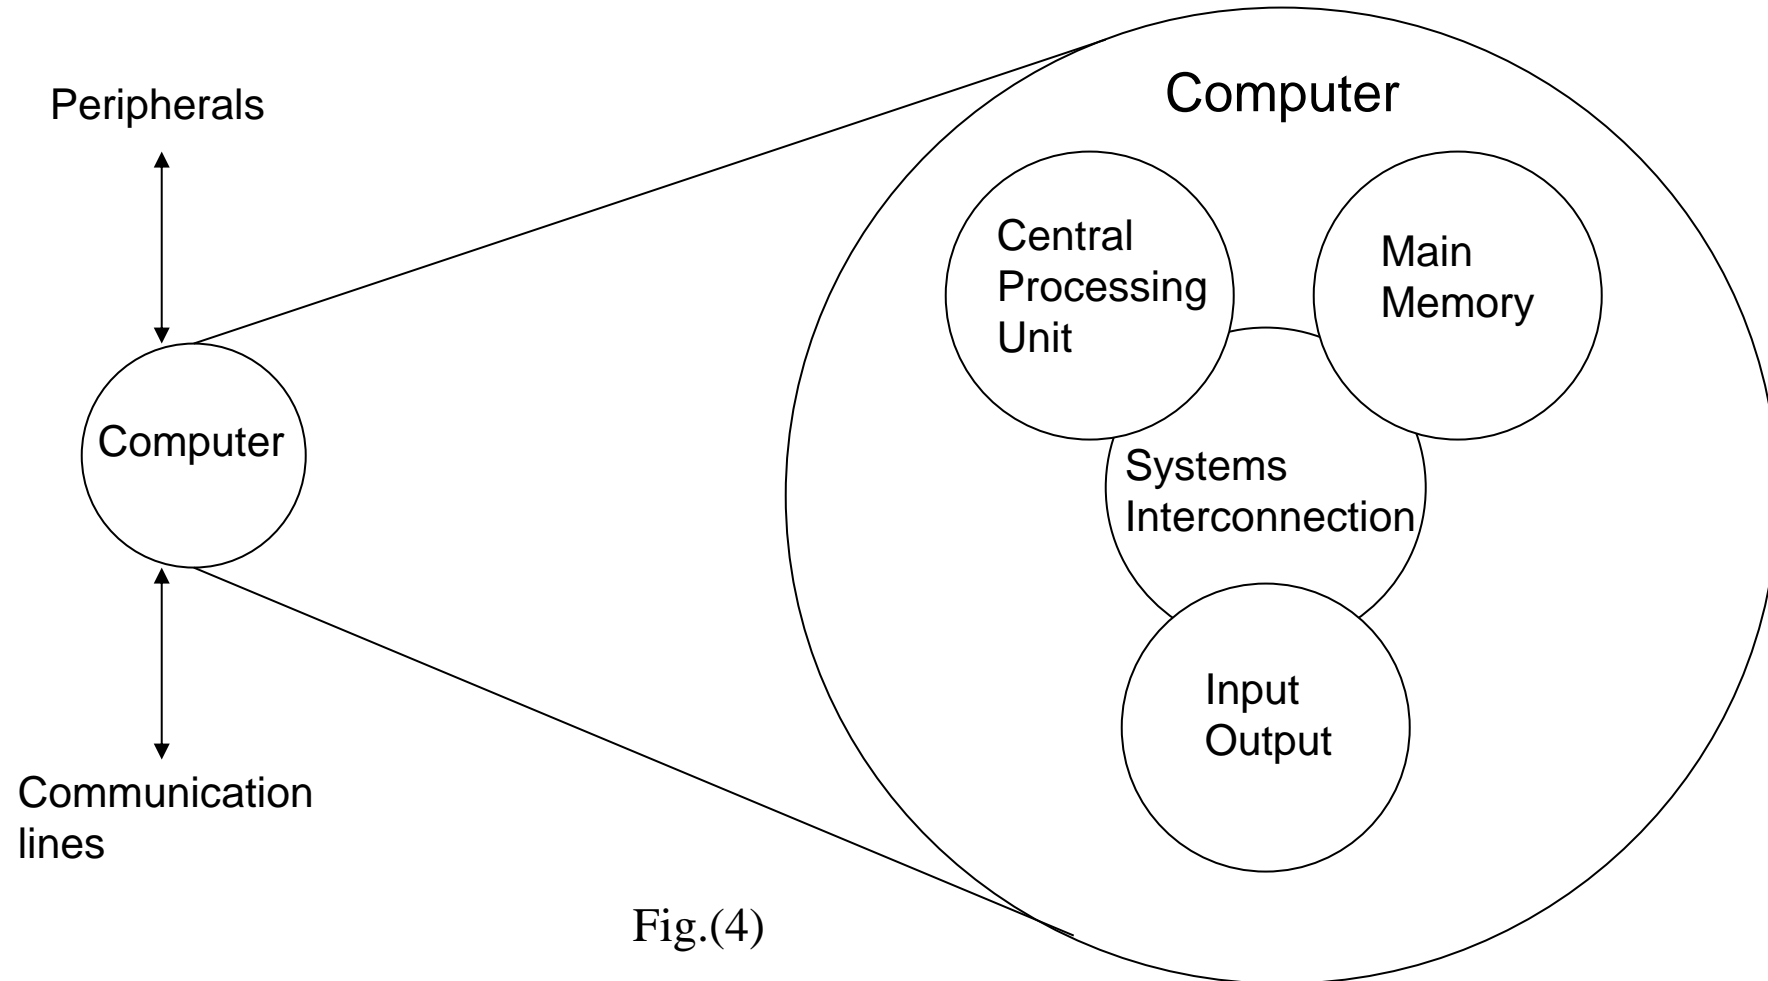 Peripherals
Computer
Communication
lines
Computer
Central
Processing
Unit
Main
Memory
Systems
Interconnection
Input
Output
Fig.(4)